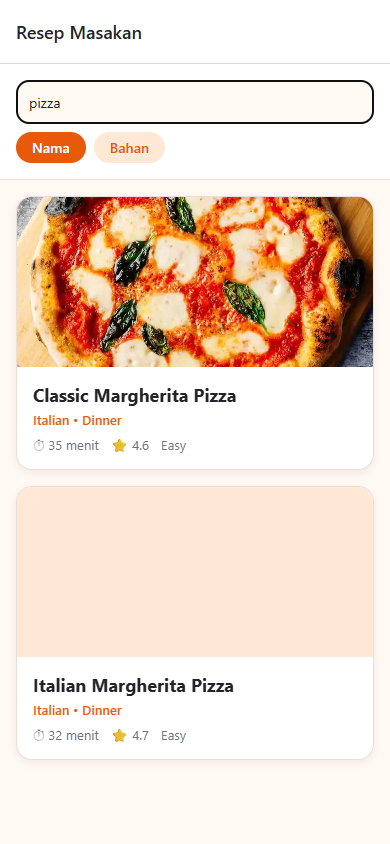 Resep Masakan
pizza
Nama Bahan
Classic Margherita Pizza
Italian • Dinner
⏱ 35 menit ⭐ 4.6 Easy
Italian Margherita Pizza
Italian • Dinner
⏱ 32 menit ⭐ 4.7 Easy